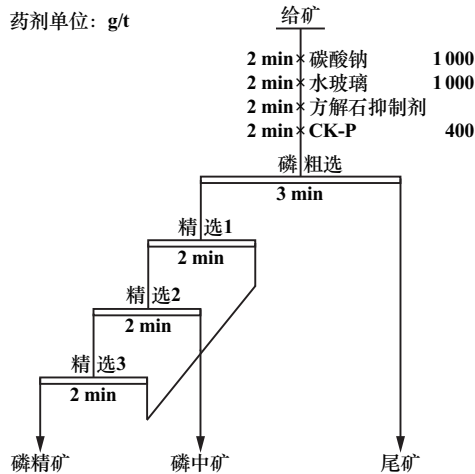 药剂单位：g/t
给矿
2 min 碳酸钠 1 000
2 min 水玻璃 1 000
2 min 方解石抑制剂
2 min CK-P 400
磷粗选
3 min
精选1
2 min
精选2
2 min
精选3
2 min
磷精矿 磷中矿 尾矿